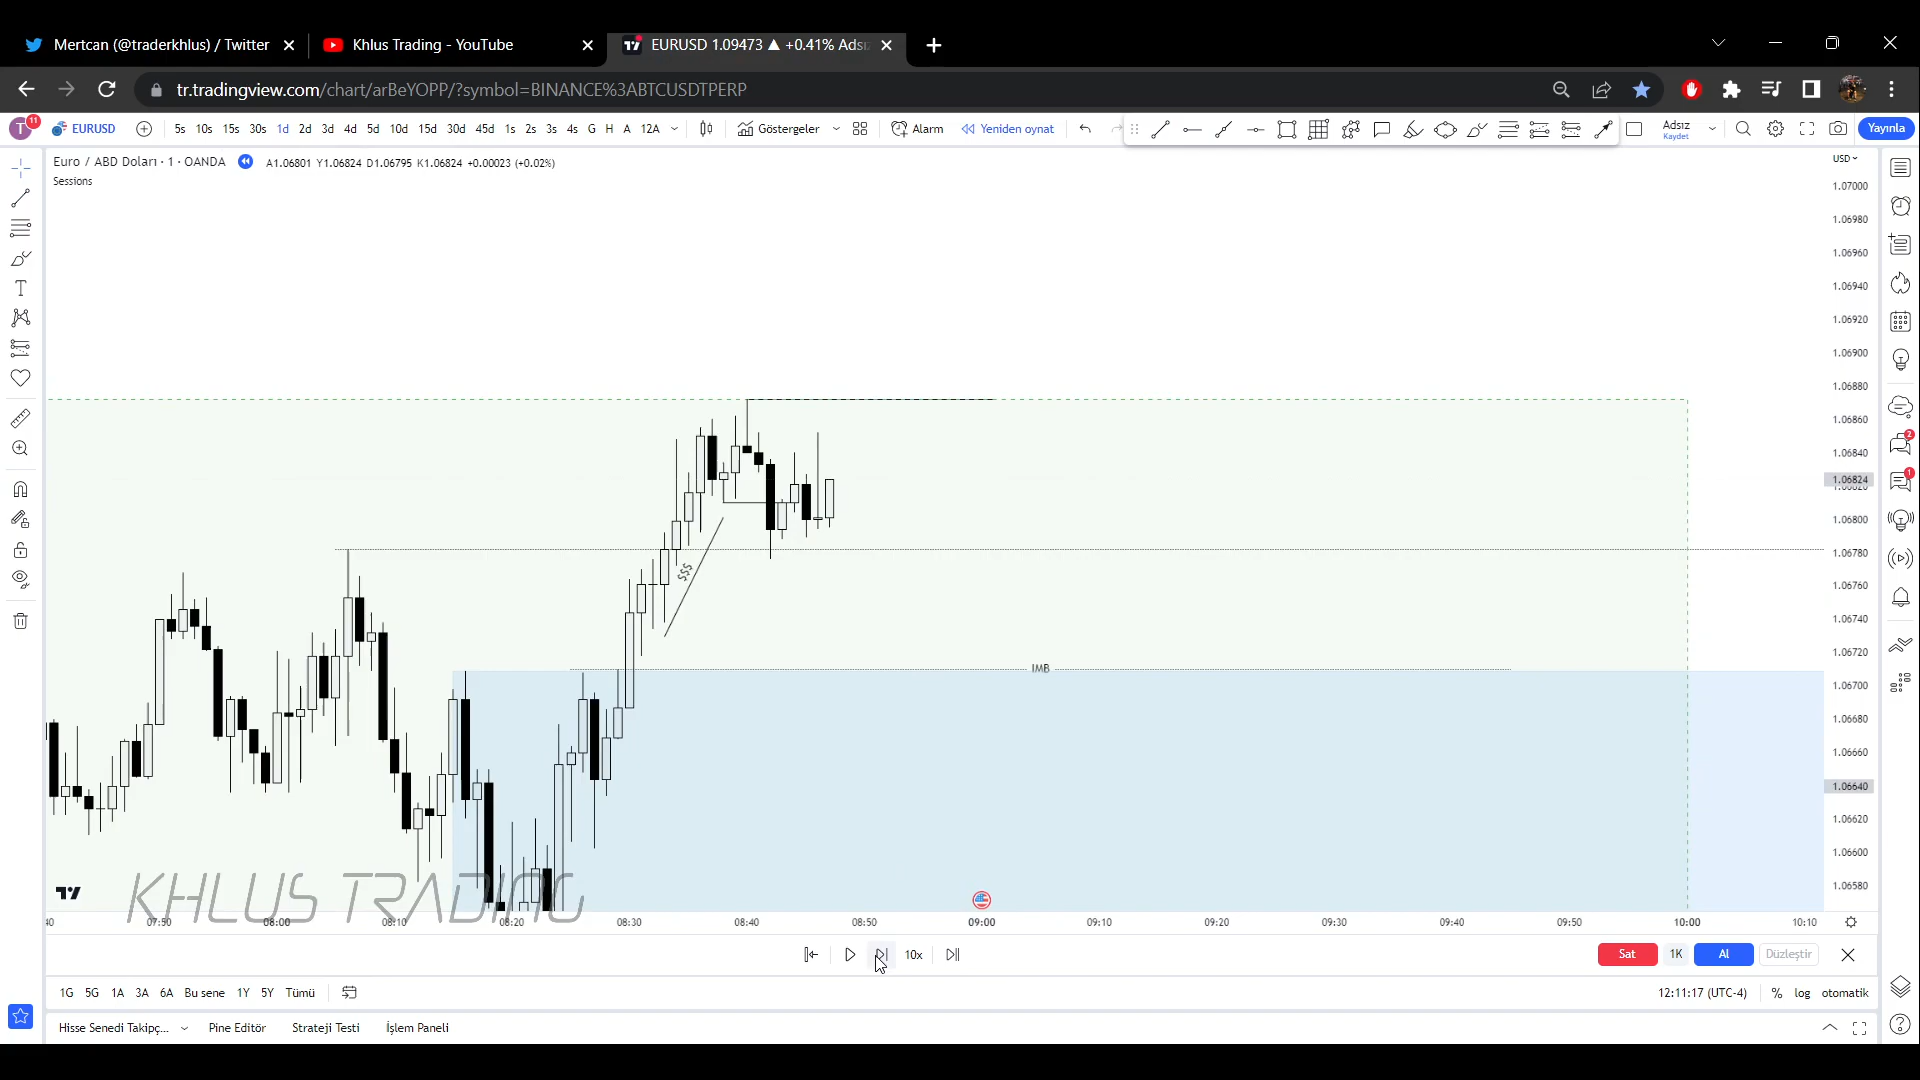 Mertcan (@traderkhlus) / Twitter
Khlus Trading - YouTube
EURUSD 1.09473 ▲ +0.41% Adsı
tr.tradingview.com/chart/arBeYOPP/?symbol=BINANCE%3ABTCUSDTPERP
T 11 EURUSD 5s 10s 15s 30s 1d 2d 3d 4d 5d 10d 15d 30d 45d 1s 2s 3s 4s G H A 12A Göstergeler Alarm Yeniden oynat Adsız Kaydet Yayınla
Euro / ABD Doları · 1 · OANDA A1.06801 Y1.06824 D1.06795 K1.06824 +0.00023 (+0.02%)
Sessions
USD
1.07000
1.06980
1.06960
1.06940
1.06920
1.06900
1.06880
1.06860
1.06840
1.06824
1.06800
1.06780
1.06760
1.06740
1.06720
1.06700
1.06680
1.06660
1.06640
1.06620
1.06600
1.06580
2
1
$-$-$
IMB
KHLUS TRADING
40 07:50 08:00 08:10 08:20 08:30 08:40 08:50 09:00 09:10 09:20 09:30 09:40 09:50 10:00 10:10
10x Sat 1K Al Düzleştir
1G 5G 1A 3A 6A Bu sene 1Y 5Y Tümü 12:11:17 (UTC-4) % log otomatik
Hisse Senedi Takipç... Pine Editör Strateji Testi İşlem Paneli